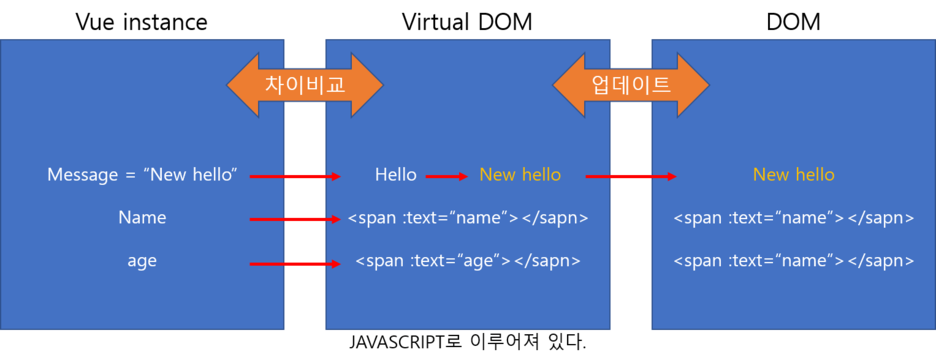 Vue instance
Virtual DOM
DOM
차이비교
업데이트
Message = "New hello"
Hello
New hello
New hello
Name
<span :text="name"></sapn>
<span :text="name"></sapn>
age
<span :text="age"></sapn>
<span :text="name"></sapn>
JAVASCRIPT로 이루어져 있다.